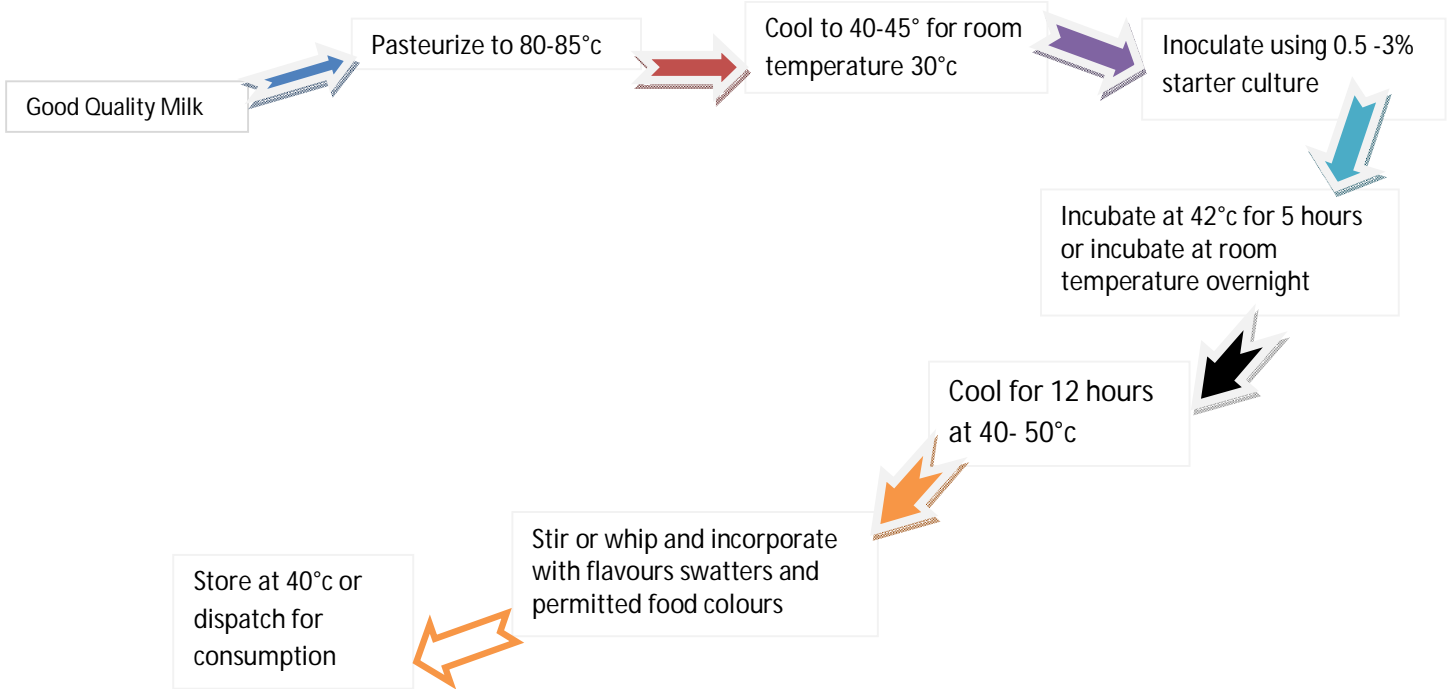 Good Quality Milk
Pasteurize to 80-85°c
Cool to 40-45° for room
temperature 30°c
Inoculate using 0.5 -3%
starter culture
Incubate at 42°c for 5 hours
or incubate at room
temperature overnight
Cool for 12 hours
at 40- 50°c
Stir or whip and incorporate
with flavours swatters and
permitted food colours
Store at 40°c or
dispatch for
consumption